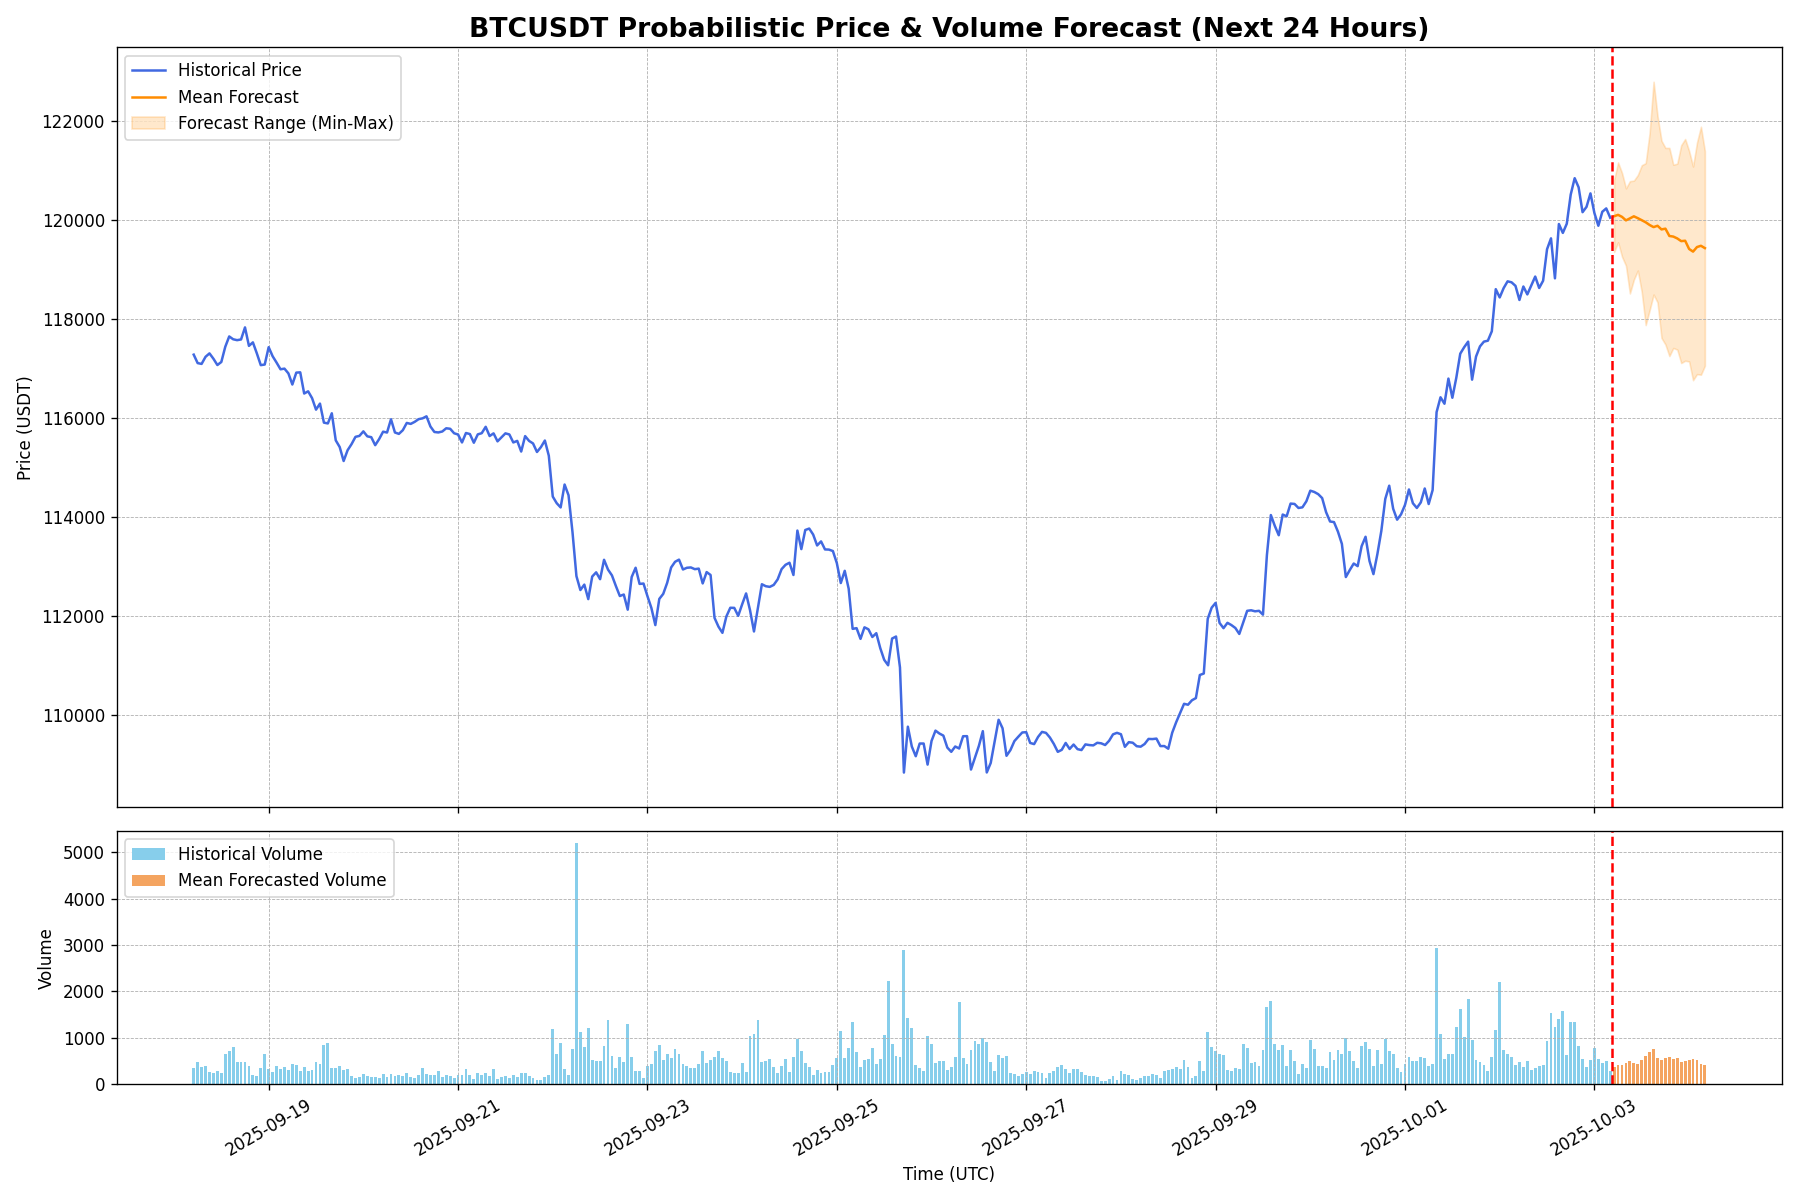 BTCUSDT Probabilistic Price & Volume Forecast (Next 24 Hours)
Historical Price
Mean Forecast
Forecast Range (Min-Max)
122000
120000
118000
116000
114000
112000
110000
Price (USDT)
Historical Volume
Mean Forecasted Volume
5000
4000
3000
2000
1000
0
Volume
2025-09-19
2025-09-21
2025-09-23
2025-09-25
2025-09-27
2025-09-29
2025-10-01
2025-10-03
Time (UTC)